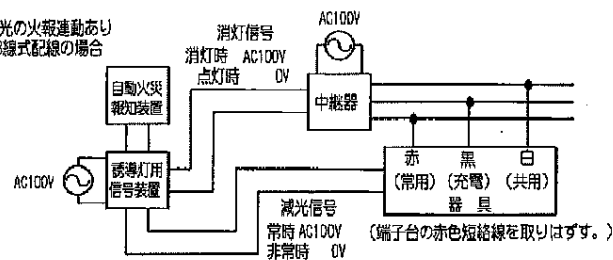 光の火報連動あり
線式配線の場合
消灯信号
消灯時 AC100V
点灯時 0V
AC100V
自動火災
報知装置
中継器
誘導灯用
信号装置
AC100V
赤 黒 白
(常用) (充電) (共用)
器具
減光信号
常時 AC100V
非常時 0V
(端子台の赤色短絡線を取りはずす。)